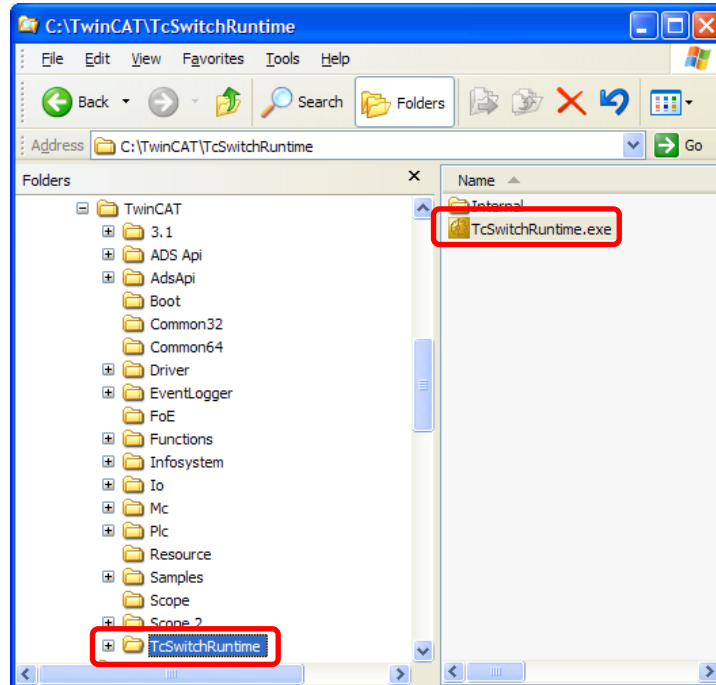 C:\TwinCAT\TcSwitchRuntime
File Edit View Favorites Tools Help
Back Search Folders
Address C:\TwinCAT\TcSwitchRuntime Go
Folders
TwinCAT
3.1
ADS Api
AdsApi
Boot
Common32
Common64
Driver
EventLogger
FoE
Functions
Infosystem
Io
Mc
Plc
Resource
Samples
Scope
Scope 2
TcSwitchRuntime
Name
Internal
TcSwitchRuntime.exe